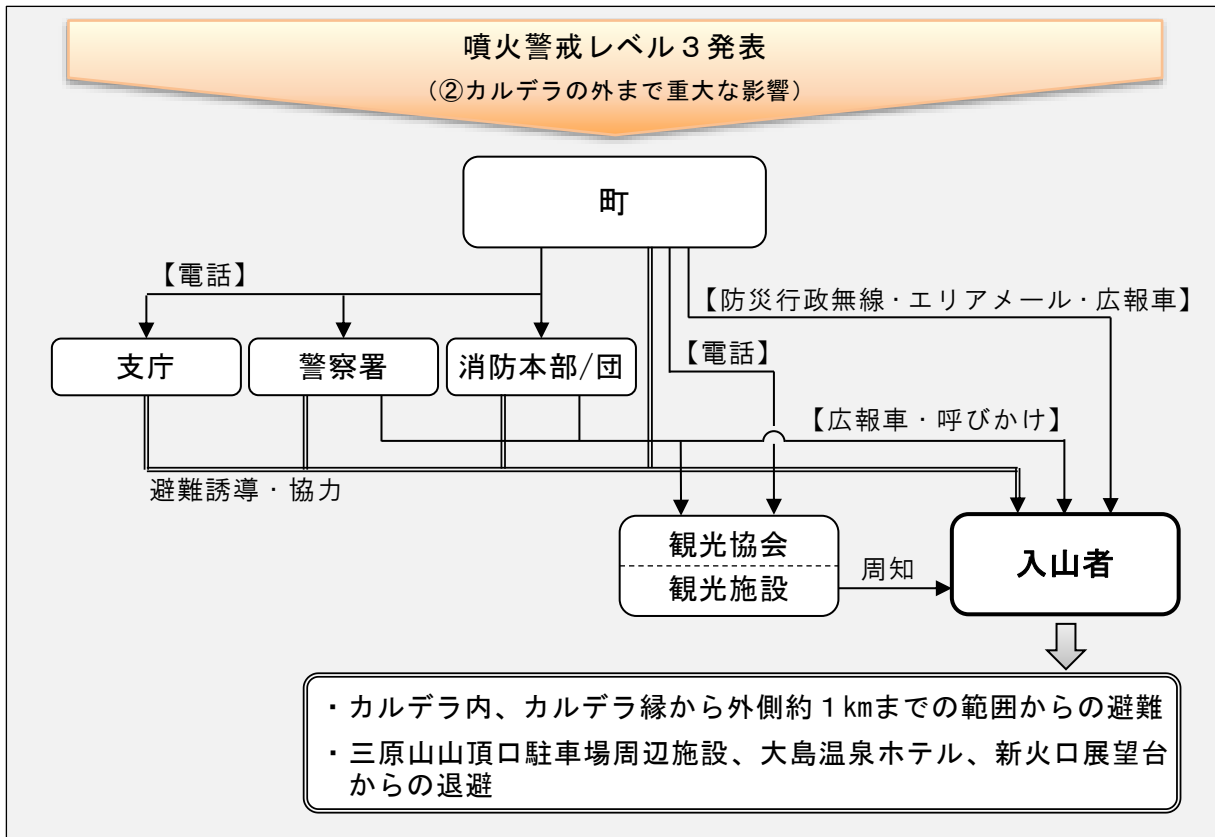 噴火警戒レベル３発表
（②カルデラの外まで重大な影響）
町
【電話】
【防災行政無線・エリアメール・広報車】
支庁
警察署
消防本部/団
【電話】
【広報車・呼びかけ】
避難誘導・協力
観光協会
観光施設
周知
入山者
・カルデラ内、カルデラ縁から外側約１㎞までの範囲からの避難
・三原山山頂口駐車場周辺施設、大島温泉ホテル、新火口展望台
からの退避